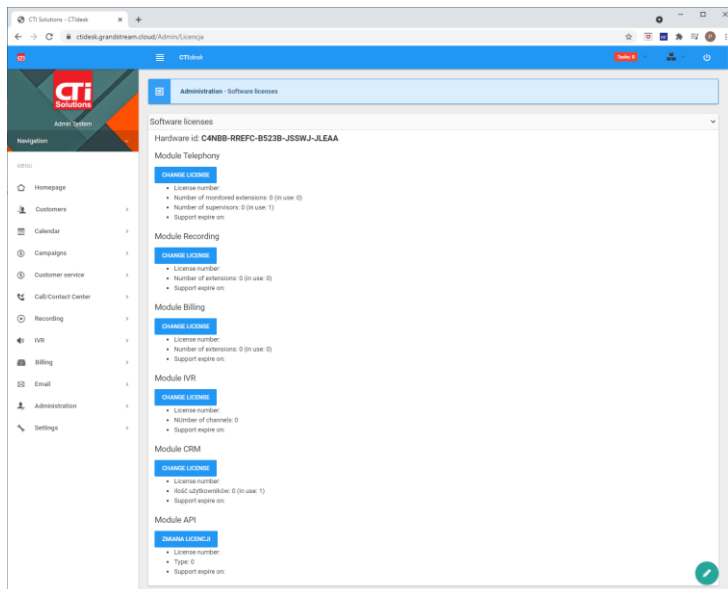 CTI Solutions - CTIdesk
ctidesk.grandstream.cloud/Admin/Licencja
CTI
CTIdesk
Tasks: 0
CTi
Solutions
Admin System
Navigation
MENU
Homepage
Customers
Calendar
Campaigns
Customer service
Call/Contact Center
Recording
IVR
Billing
Email
Administration
Settings
Administration - Software licenses
Software licenses
Hardware id: C4NBB-RREFC-B523B-JSSWJ-JLEAA
Module Telephony
CHANGE LICENSE
License number:
Number of monitored extensions: 0 (in use: 0)
Number of supervisors: 0 (in use: 1)
Support expire on:
Module Recording
CHANGE LICENSE
License number:
Number of extensions: 0 (in use: 0)
Support expire on:
Module Billing
CHANGE LICENSE
License number:
Number of extensions: 0 (in use: 0)
Support expire on:
Module IVR
CHANGE LICENSE
License number:
NUmber of channels: 0
Support expire on:
Module CRM
CHANGE LICENSE
License number:
Ilość użytkowników: 0 (in use: 1)
Support expire on:
Module API
ZMIANA LICENCJI
License number:
Type: 0
Support expire on: